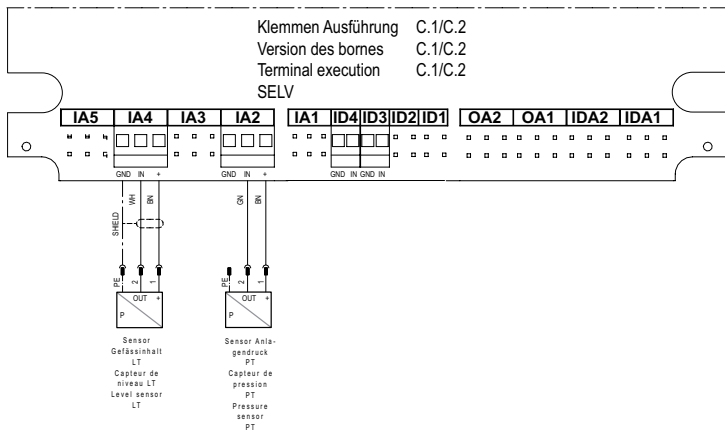 Klemmen Ausführung C.1/C.2
Version des bornes C.1/C.2
Terminal execution C.1/C.2
SELV
IA5 IA4 IA3 IA2 IA1 ID4 ID3 ID2 ID1 OA2 OA1 IDA2 IDA1
GND IN + GND IN + GND IN GND IN
SHIELD WH BN GN BN
PE 2 1 PE 2 1
OUT + OUT +
P P
Sensor
Gefässinhalt
LT
Capteur de
niveau LT
Level sensor
LT
Sensor Anla-
gendruck
PT
Capteur de
pression
PT
Pressure
sensor
PT